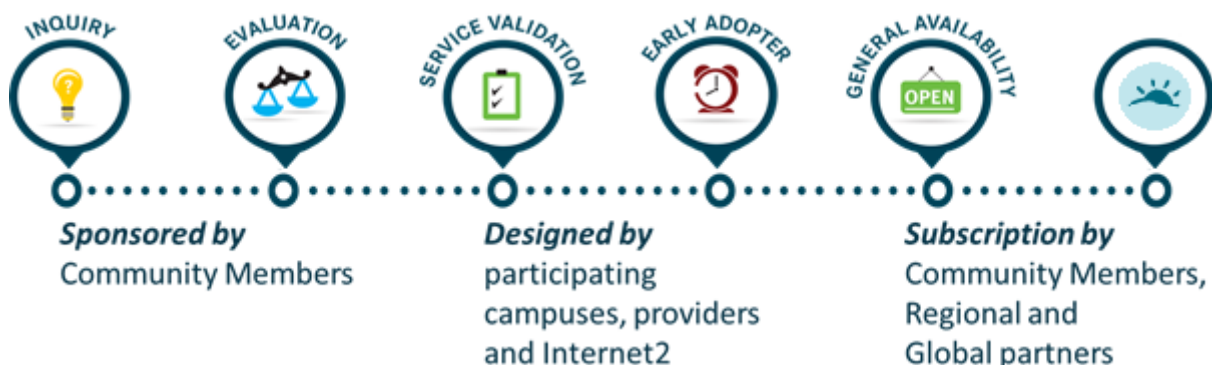 INQUIRY
EVALUATION
SERVICE VALIDATION
EARLY ADOPTER
GENERAL AVAILABILITY
?
OPEN
Sponsored by
Community Members
Designed by
participating
campuses, providers
and Internet2
Subscription by
Community Members,
Regional and
Global partners